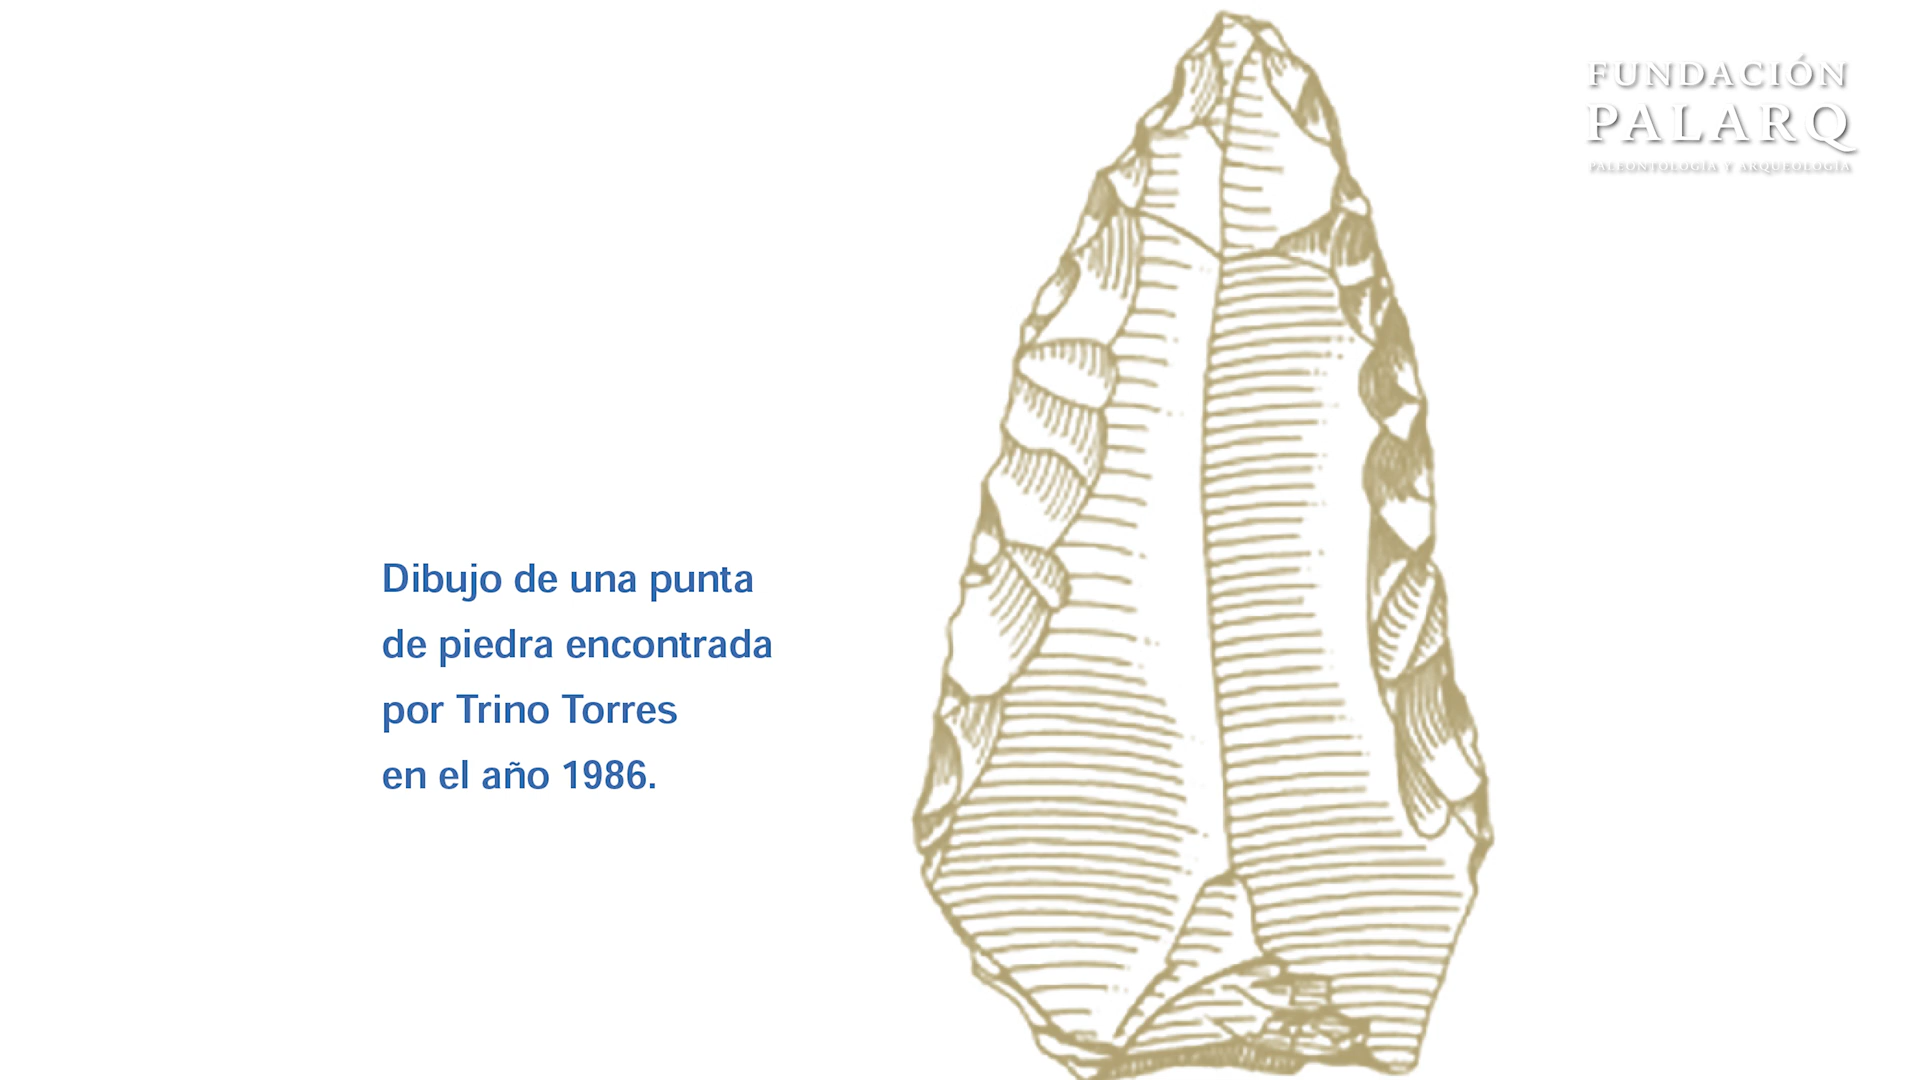 FUNDACIÓN
PALARQ
PALEONTOLOGÍA Y ARQUEOLOGÍA
Dibujo de una punta
de piedra encontrada
por Trino Torres
en el año 1986.